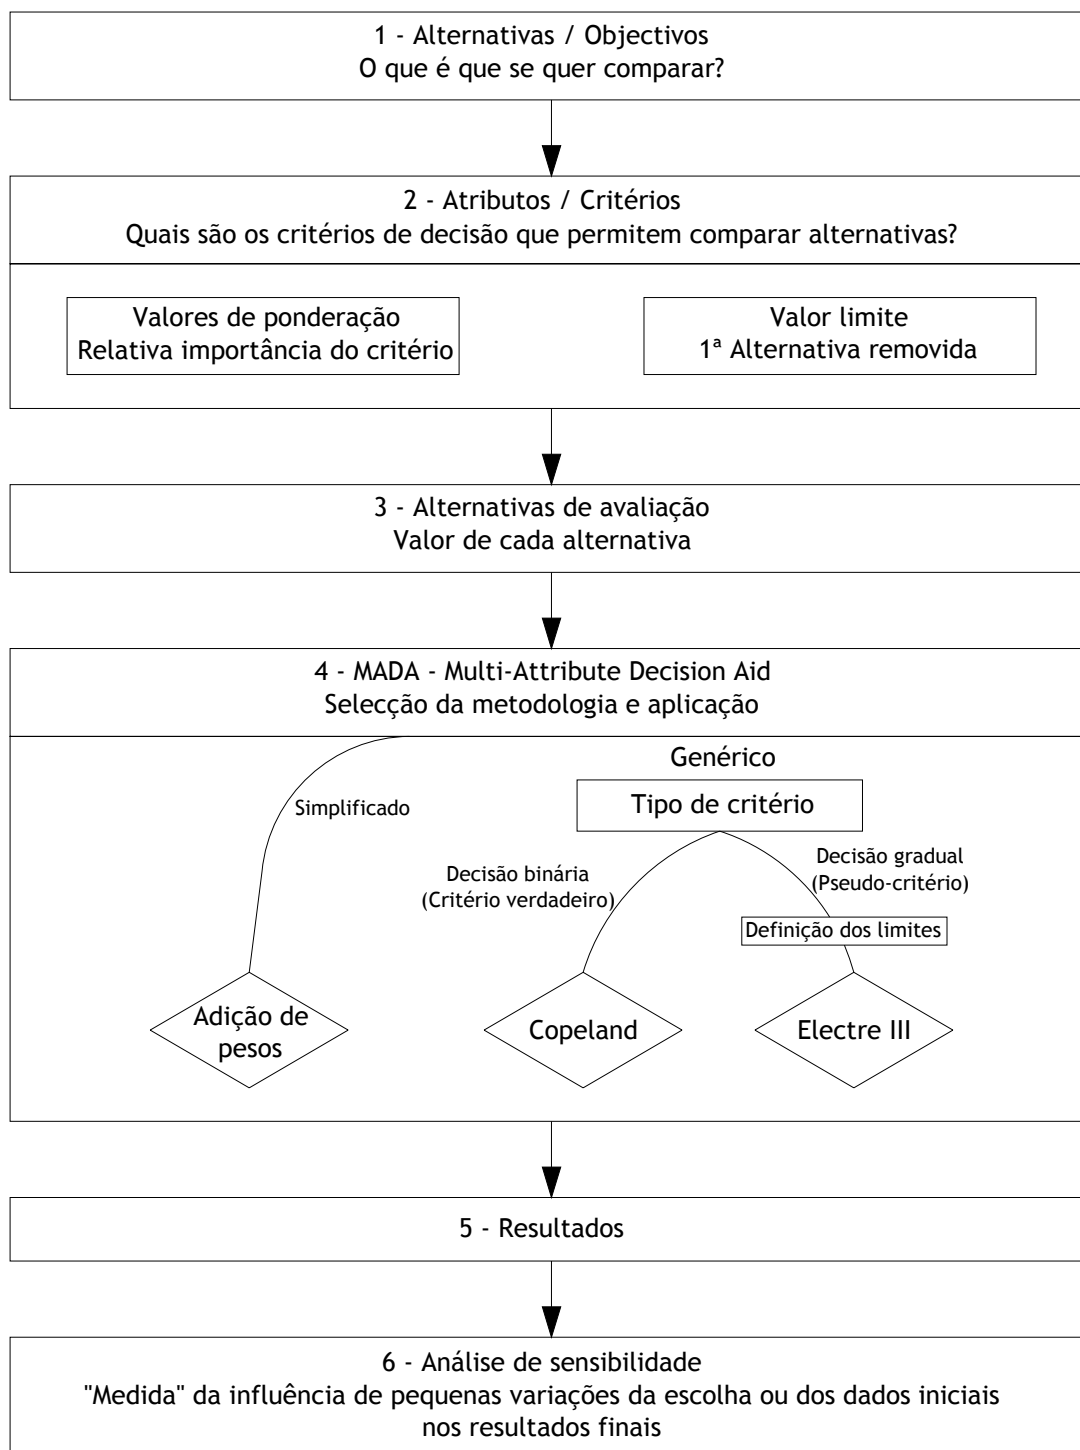 1 - Alternativas / Objectivos
O que é que se quer comparar?
2 - Atributos / Critérios
Quais são os critérios de decisão que permitem comparar alternativas?
Valores de ponderação
Relativa importância do critério
Valor limite
1ª Alternativa removida
3 - Alternativas de avaliação
Valor de cada alternativa
4 - MADA - Multi-Attribute Decision Aid
Selecção da metodologia e aplicação
Genérico
Simplificado
Tipo de critério
Decisão binária
(Critério verdadeiro)
Decisão gradual
(Pseudo-critério)
Definição dos limites
Adição de
pesos
Copeland
Electre III
5 - Resultados
6 - Análise de sensibilidade
"Medida" da influência de pequenas variações da escolha ou dos dados iniciais
nos resultados finais